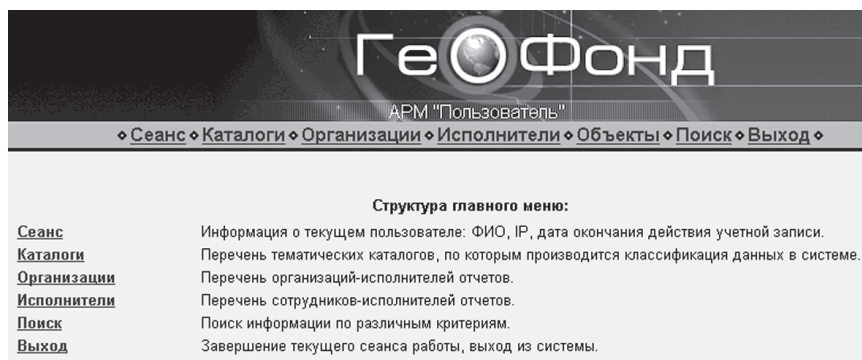 ГеОФонд
АРМ "Пользователь"
Сеанс Каталоги Организации Исполнители Объекты Поиск Выход
Структура главного меню:
Сеанс Информация о текущем пользователе: ФИО, IP, дата окончания действия учетной записи.
Каталоги Перечень тематических каталогов, по которым производится классификация данных в системе.
Организации Перечень организаций-исполнителей отчетов.
Исполнители Перечень сотрудников-исполнителей отчетов.
Поиск Поиск информации по различным критериям.
Выход Завершение текущего сеанса работы, выход из системы.